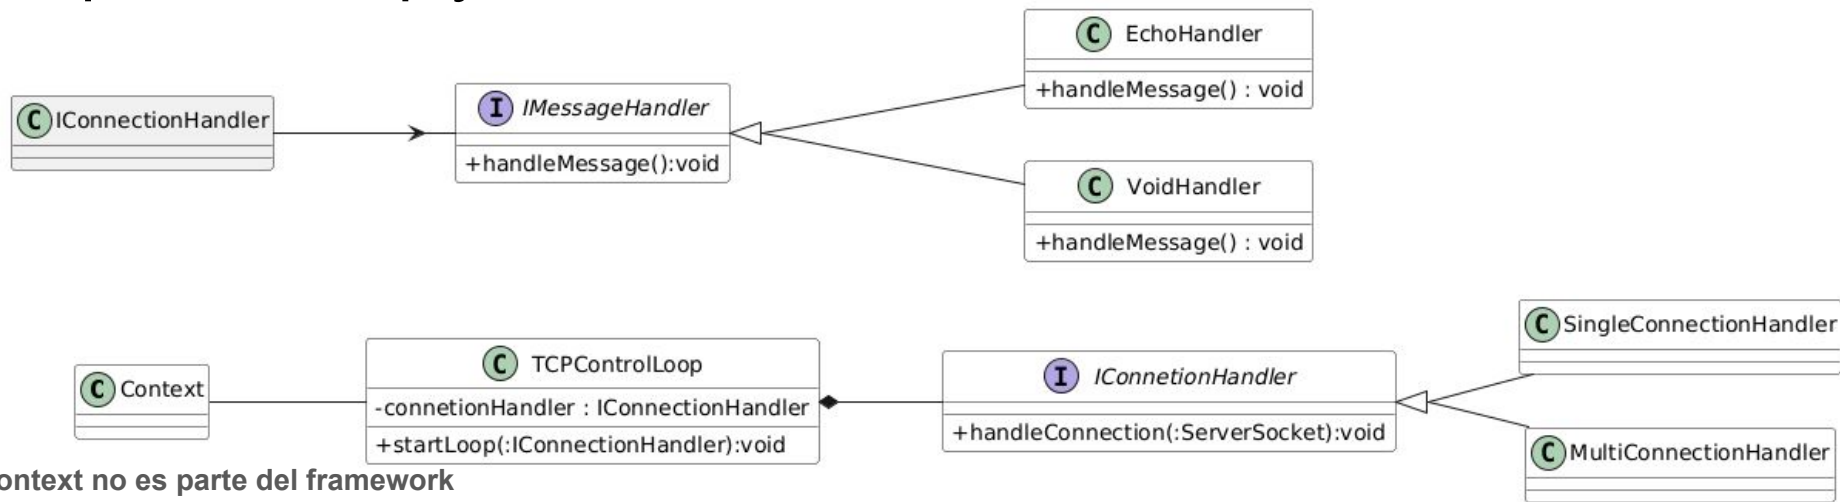 C EchoHandler
+handleMessage() : void
C IConnectionHandler
I IMessageHandler
+handleMessage():void
C VoidHandler
+handleMessage() : void
C SingleConnectionHandler
C Context
C TCPControlLoop
-connetionHandler : IConnectionHandler
+startLoop(:IConnectionHandler):void
I IConnetionHandler
+handleConnection(:ServerSocket):void
C MultiConnectionHandler
ontext no es parte del framework